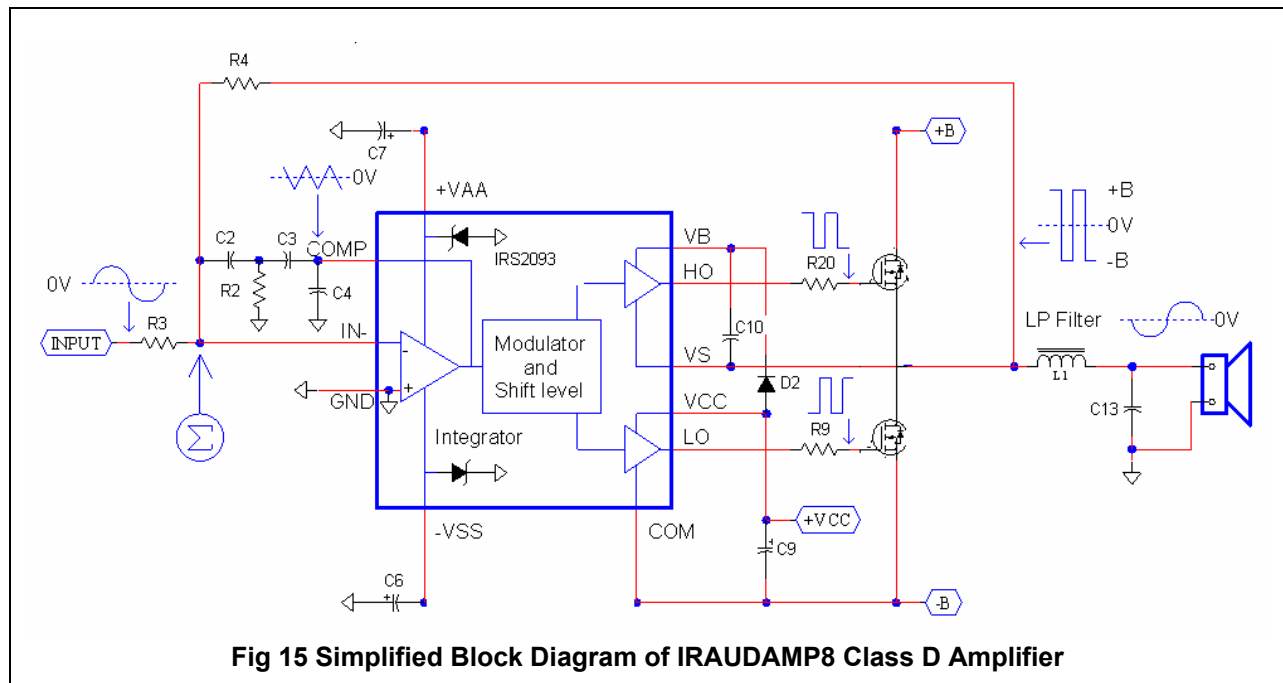 R4
+B
C7
0V
+VAA
+B
0V
-B
C2
C3
COMP
IRS2093
VB
HO
R20
0V
R2
C4
R3
IN-
INPUT
-
+
GND
Modulator
and
Shift level
C10
VS
D2
LP Filter
0V
L1
C13
VCC
LO
R9
Σ
Integrator
-VSS
COM
+VCC
C9
+
C6
+
-B
Fig 15 Simplified Block Diagram of IRAUDAMP8 Class D Amplifier